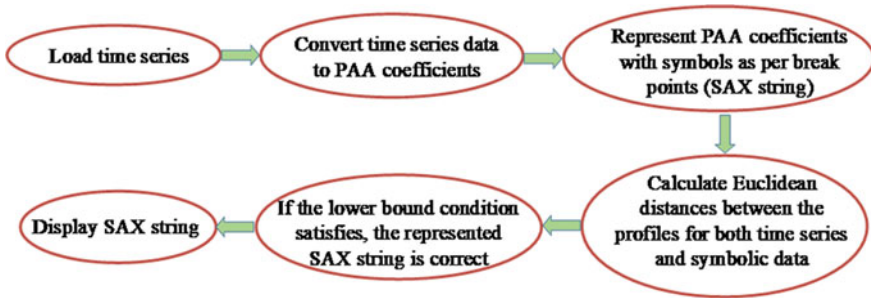 Load time series
Convert time series data
to PAA coefficients
Represent PAA coefficients
with symbols as per break
points (SAX string)
Calculate Euclidean
distances between the
profiles for both time series
and symbolic data
If the lower bound condition
satisfies, the represented
SAX string is correct
Display SAX string